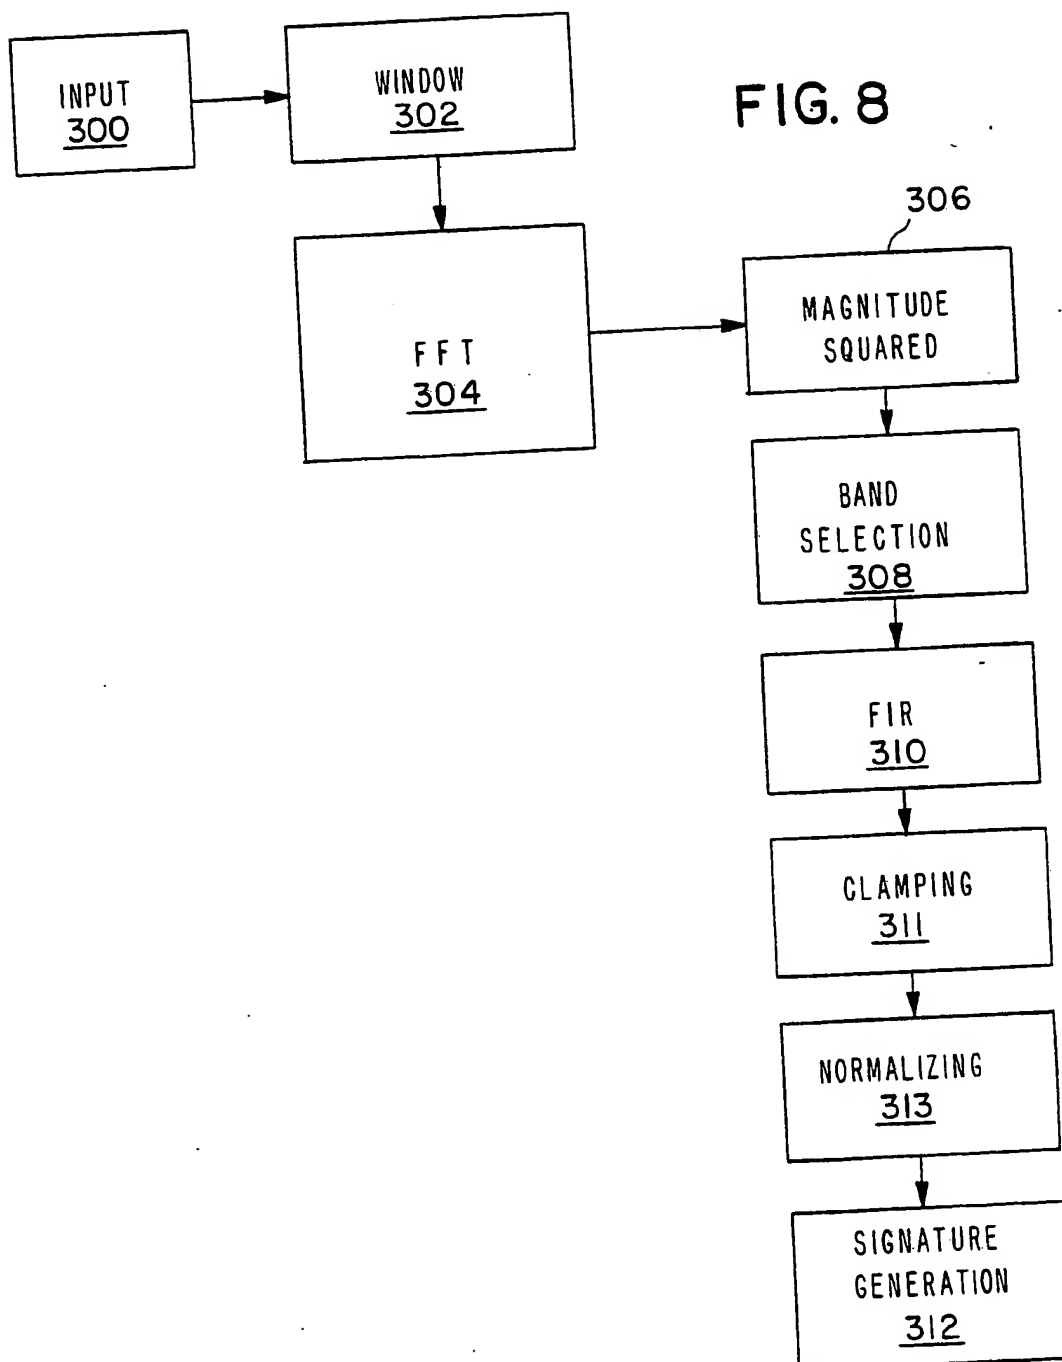 INPUT
300
WINDOW
302
FIG. 8
FFT
304
306
MAGNITUDE
SQUARED
BAND
SELECTION
308
FIR
310
CLAMPING
311
NORMALIZING
313
SIGNATURE
GENERATION
312